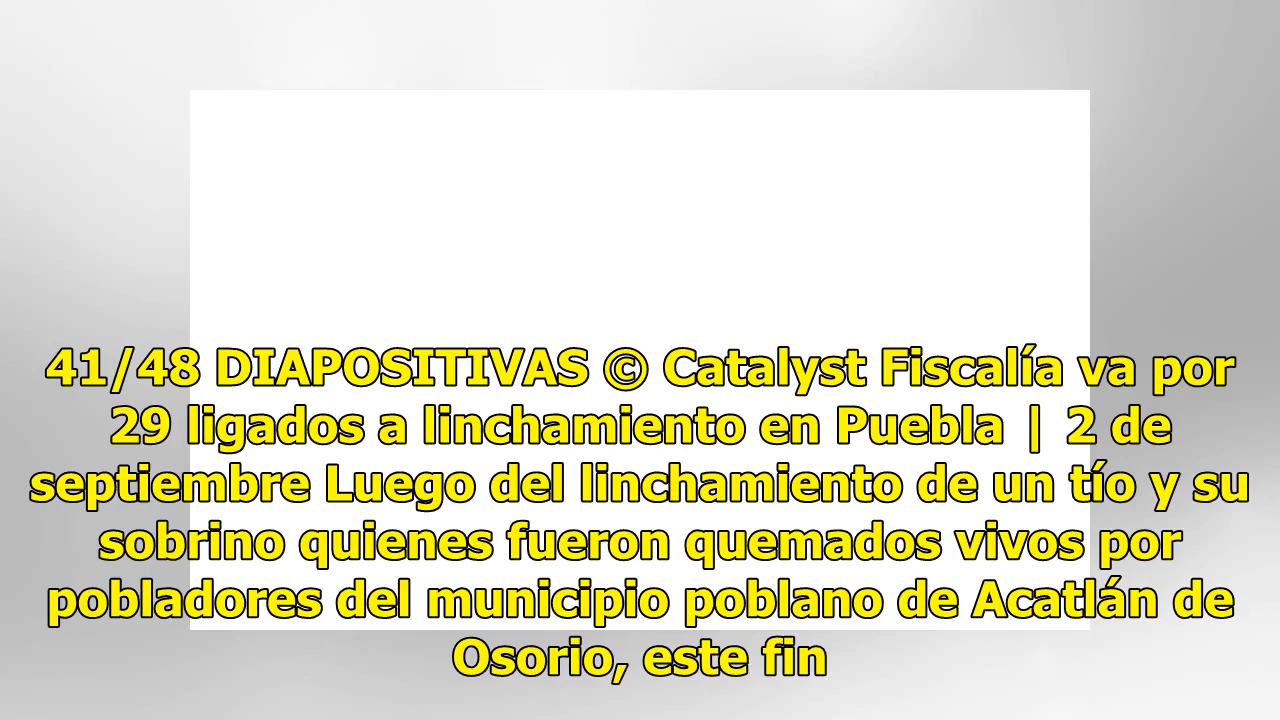 41/48 DIAPOSITIVAS © Catalyst Fiscalía va por
29 ligados a linchamiento en Puebla | 2 de
septiembre Luego del linchamiento de un tío y su
sobrino quienes fueron quemados vivos por
pobladores del municipio poblano de Acatlán de
Osorio, este fin